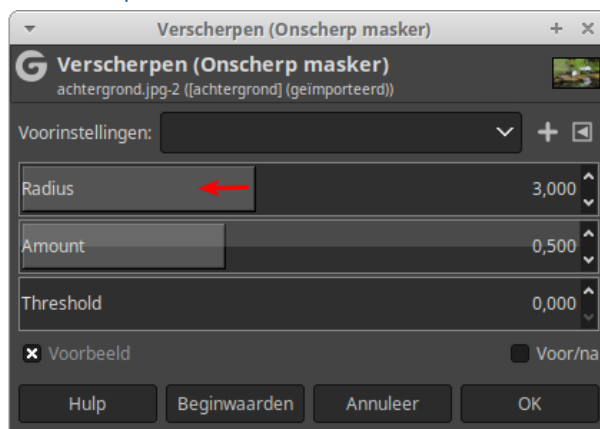 Verscherpen (Onscherp masker)
Verscherpen (Onscherp masker)
achtergrond.jpg-2 ([achtergrond] (geïmporteerd))
Voorinstellingen:
Radius 3,000
Amount 0,500
Threshold 0,000
Voorbeeld Voor/na
Hulp Beginwaarden Annuleer OK